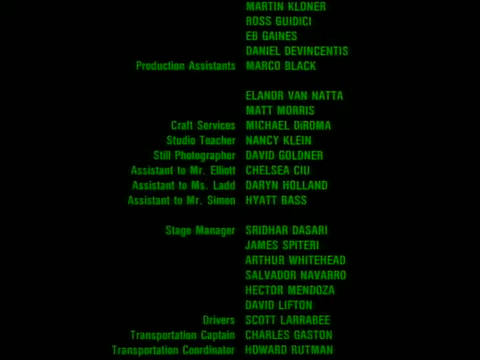 MARTIN KLONER
ROSS GUIDICI
EB GAINES
DANIEL DEVINCENTIS
Production Assistants MARCO BLACK
ELANOR VAN NATTA
MATT MORRIS
Craft Services MICHAEL DiROMA
Studio Teacher NANCY KLEIN
Still Photographer DAVID GOLDNER
Assistant to Mr. Elliott CHELSEA CIU
Assistant to Ms. Ladd DARYN HOLLAND
Assistant to Mr. Simon HYATT BASS
Stage Manager SRIDHAR DASARI
JAMES SPITERI
ARTHUR WHITEHEAD
SALVADOR NAVARRO
HECTOR MENDOZA
DAVID LIFTON
Drivers SCOTT LARRABEE
Transportation Captain CHARLES GASTON
Transportation Coordinator HOWARD RUTMAN